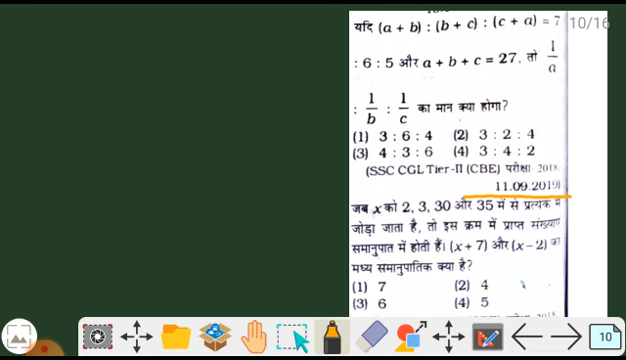 यदि (a + b) : (b + c) : (c + a) = 7
10/16
: 6 : 5 और a + b + c = 27. तो 1/a
: 1/b : 1/c का मान क्या होगा?
(1) 3 : 6 : 4 (2) 3 : 2 : 4
(3) 4 : 3 : 6 (4) 3 : 4 : 2
(SSC CGL Tier-II (CBE) परीक्षा- 2018
11.09.2019)
जब x को 2, 3, 30 और 35 में से प्रत्येक में
जोड़ा जाता है, तो इस क्रम में प्राप्त संख्याएं
समानुपात में होती हैं। (x + 7) और (x – 2) का
मध्य समानुपातिक क्या है?
(1) 7 (2) 4
(3) 6 (4) 5
10